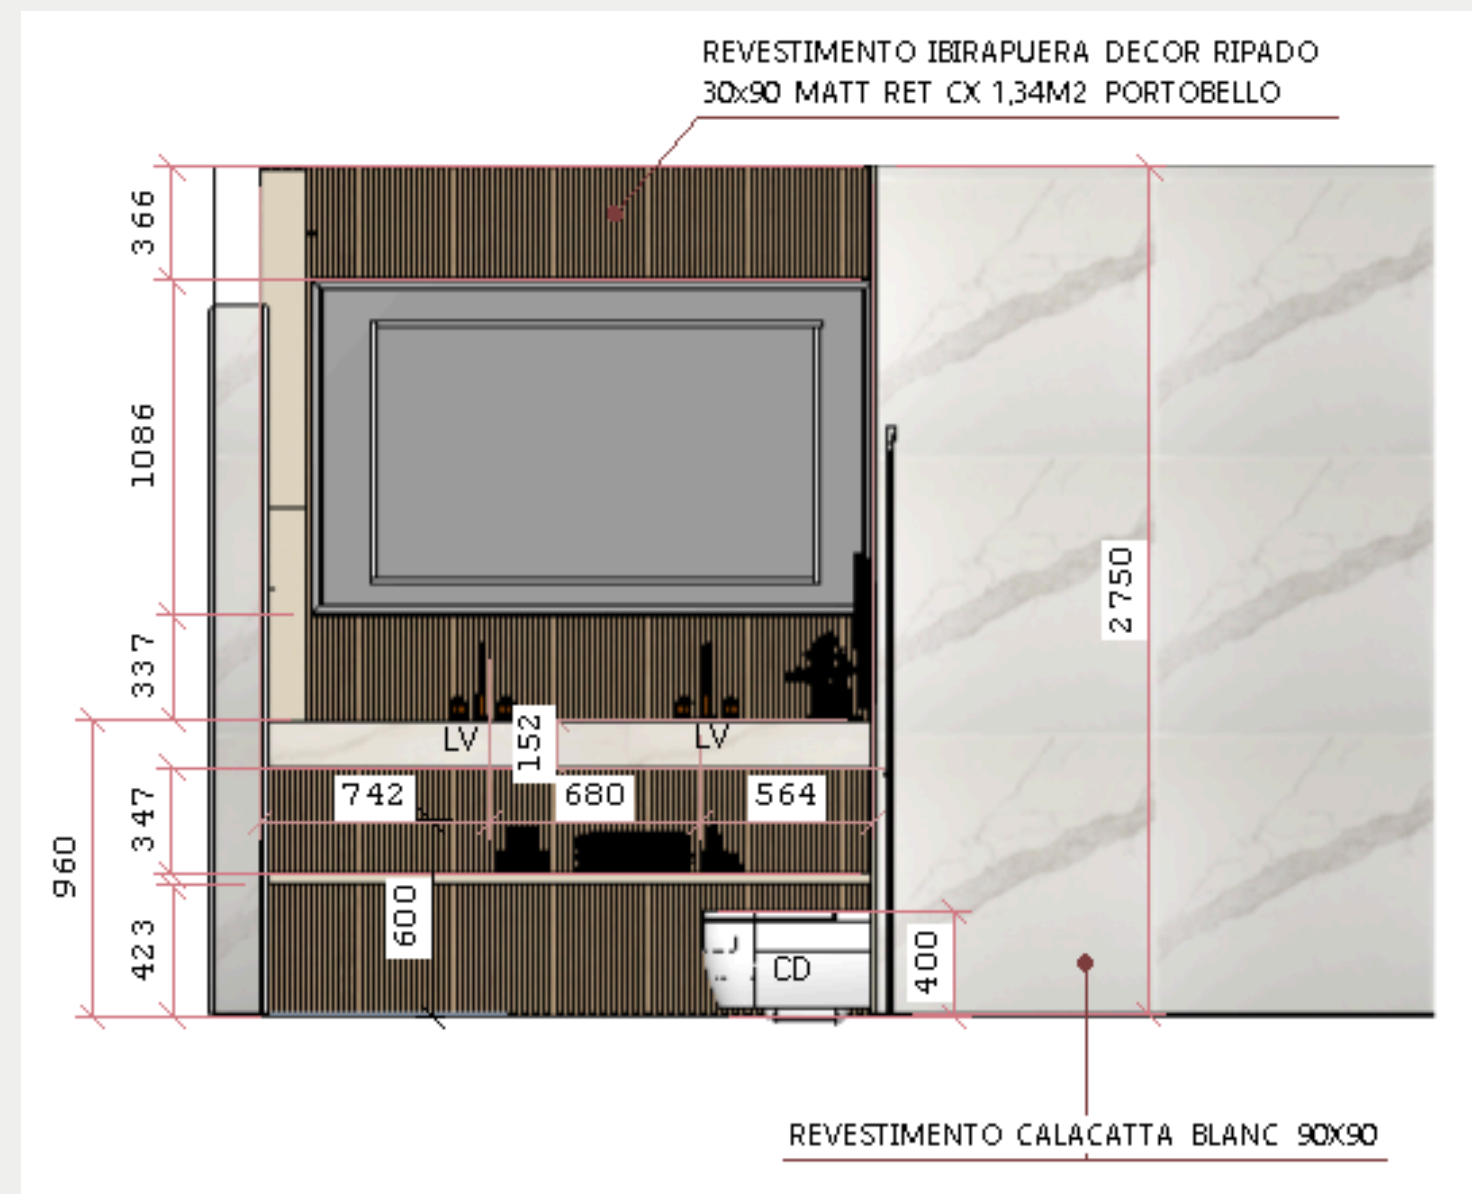 REVESTIMENTO IBIRAPUERA DECOR RIPADO
30x90 MATT RET CX 1,34M2 PORTOBELLO
366
1086
337
960
347
423
LV
152
LV
742
680
564
600
CD
400
2750
REVESTIMENTO CALACATTA BLANC 90X90